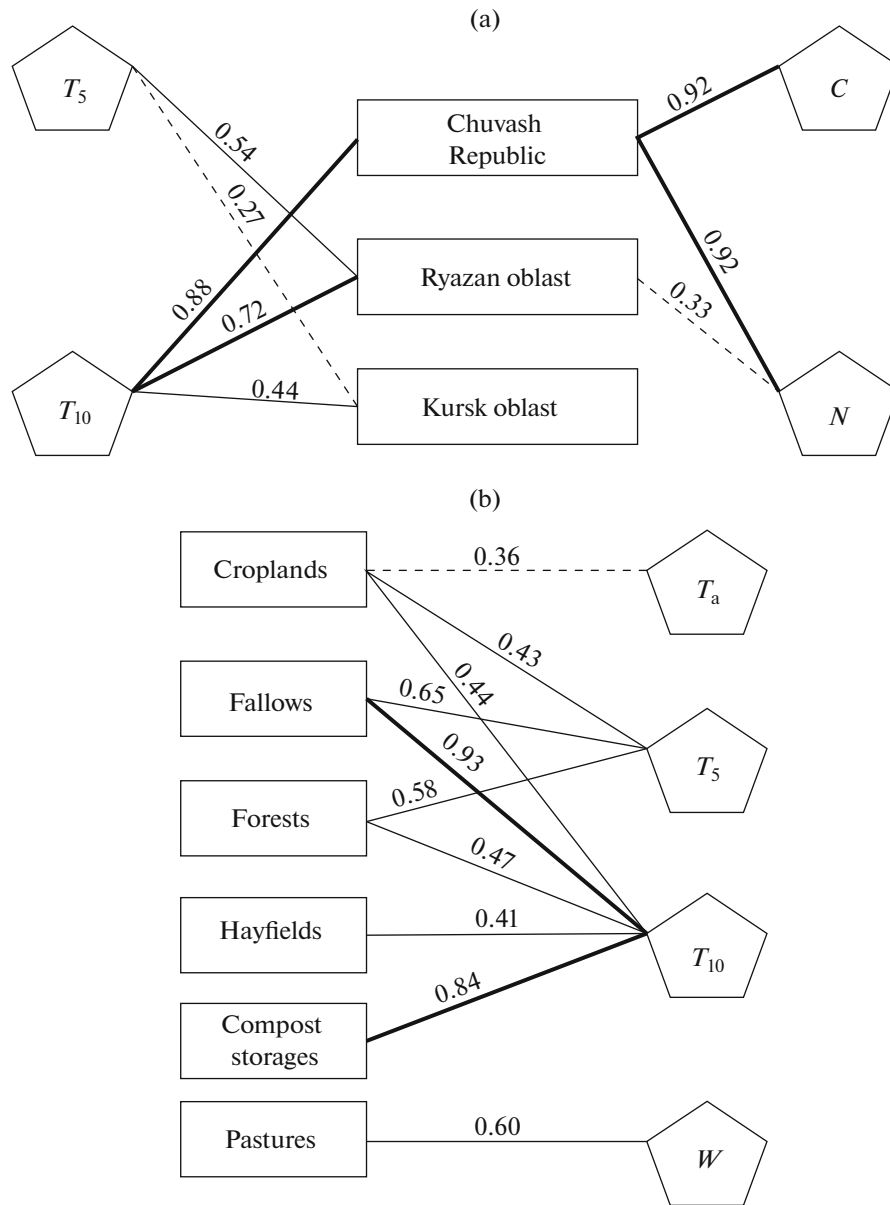 (a)
T5
C
0.92
Chuvash
Republic
0.54
0.27
0.92
0.88
Ryazan oblast
0.33
0.72
T10
0.44
Kursk oblast
N
(b)
Croplands
0.36
Ta
0.43
0.44
Fallows
0.65
0.93
T5
Forests
0.58
0.47
Hayfields
0.41
T10
0.84
Compost
storages
Pastures
0.60
W